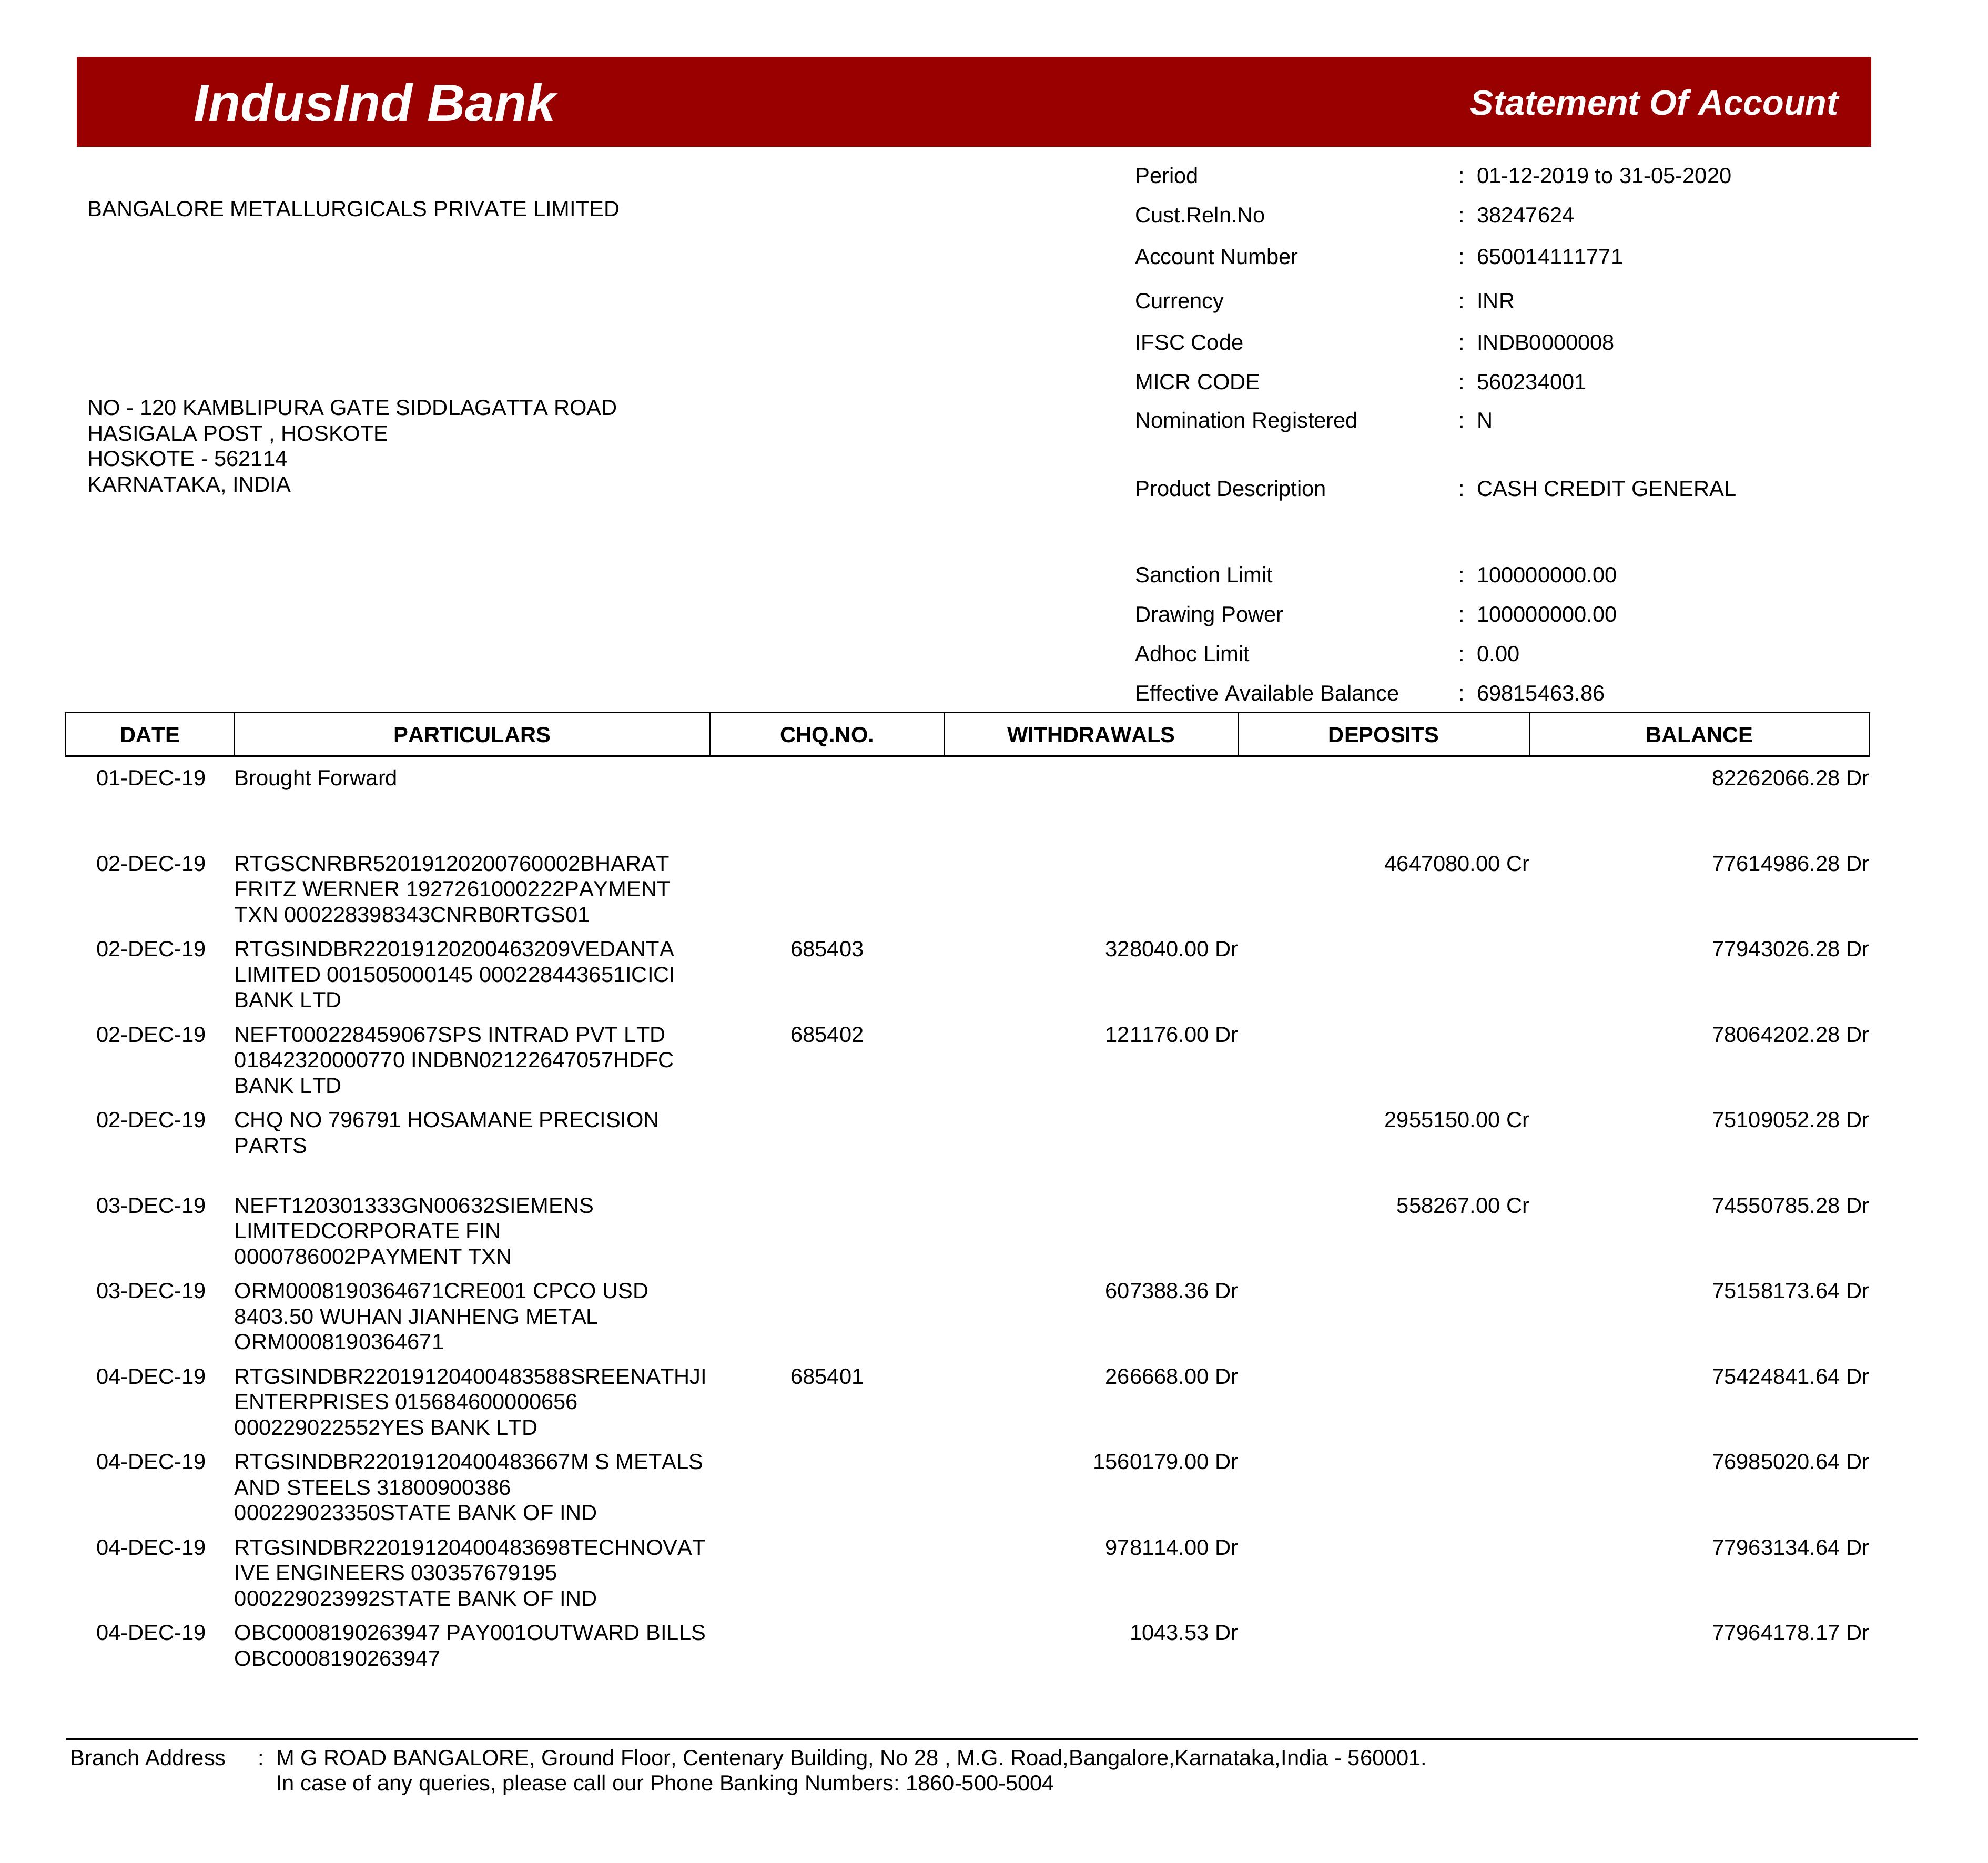 IndusInd Bank
Statement Of Account
BANGALORE METALLURGICALS PRIVATE LIMITED
NO - 120 KAMBLIPURA GATE SIDDLAGATTA ROAD
HASIGALA POST , HOSKOTE
HOSKOTE - 562114
KARNATAKA, INDIA
Period : 01-12-2019 to 31-05-2020
Cust.Reln.No : 38247624
Account Number : 650014111771
Currency : INR
IFSC Code : INDB0000008
MICR CODE : 560234001
Nomination Registered : N
Product Description : CASH CREDIT GENERAL
Sanction Limit : 100000000.00
Drawing Power : 100000000.00
Adhoc Limit : 0.00
Effective Available Balance : 69815463.86
DATE PARTICULARS CHQ.NO. WITHDRAWALS DEPOSITS BALANCE
01-DEC-19 Brought Forward 82262066.28 Dr
02-DEC-19 RTGSCNRBR52019120200760002BHARAT 4647080.00 Cr 77614986.28 Dr
FRITZ WERNER 1927261000222PAYMENT
TXN 000228398343CNRB0RTGS01
02-DEC-19 RTGSINDBR22019120200463209VEDANTA 685403 328040.00 Dr 77943026.28 Dr
LIMITED 001505000145 000228443651ICICI
BANK LTD
02-DEC-19 NEFT000228459067SPS INTRAD PVT LTD 685402 121176.00 Dr 78064202.28 Dr
01842320000770 INDBN02122647057HDFC
BANK LTD
02-DEC-19 CHQ NO 796791 HOSAMANE PRECISION 2955150.00 Cr 75109052.28 Dr
PARTS
03-DEC-19 NEFT120301333GN00632SIEMENS 558267.00 Cr 74550785.28 Dr
LIMITEDCORPORATE FIN
0000786002PAYMENT TXN
03-DEC-19 ORM0008190364671CRE001 CPCO USD 607388.36 Dr 75158173.64 Dr
8403.50 WUHAN JIANHENG METAL
ORM0008190364671
04-DEC-19 RTGSINDBR22019120400483588SREENATHJI 685401 266668.00 Dr 75424841.64 Dr
ENTERPRISES 015684600000656
000229022552YES BANK LTD
04-DEC-19 RTGSINDBR22019120400483667M S METALS 1560179.00 Dr 76985020.64 Dr
AND STEELS 31800900386
000229023350STATE BANK OF IND
04-DEC-19 RTGSINDBR22019120400483698TECHNOVAT 978114.00 Dr 77963134.64 Dr
IVE ENGINEERS 030357679195
000229023992STATE BANK OF IND
04-DEC-19 OBC0008190263947 PAY001OUTWARD BILLS 1043.53 Dr 77964178.17 Dr
OBC0008190263947
Branch Address : M G ROAD BANGALORE, Ground Floor, Centenary Building, No 28 , M.G. Road,Bangalore,Karnataka,India - 560001.
In case of any queries, please call our Phone Banking Numbers: 1860-500-5004